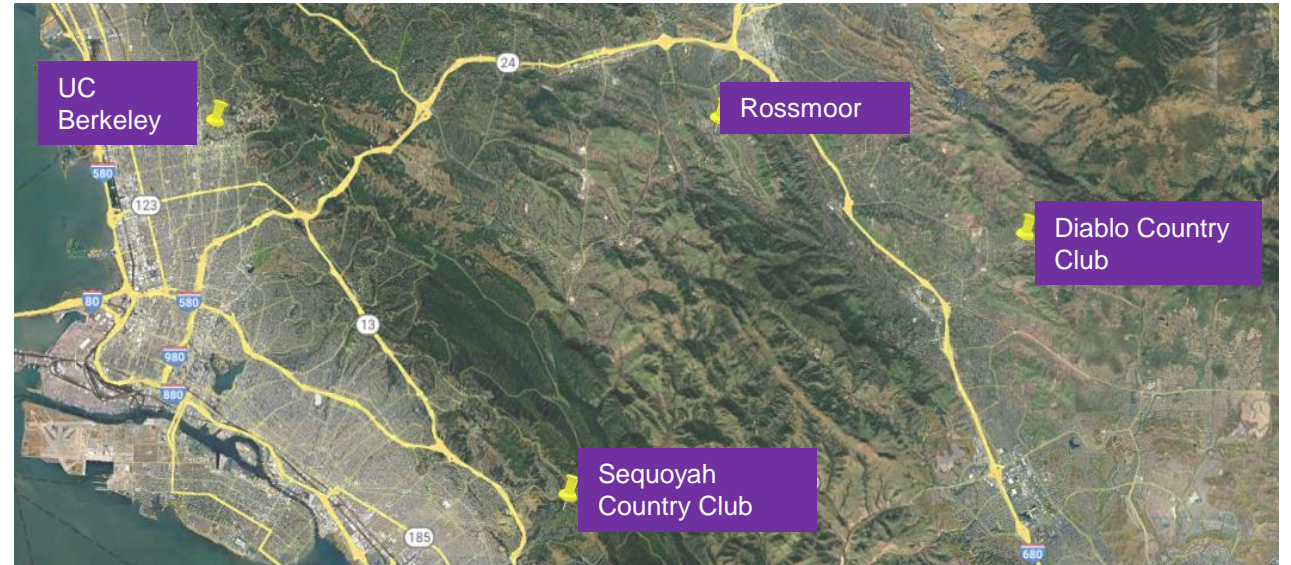 UC
Berkeley
Rossmoor
Diablo Country
Club
Sequoyah
Country Club
24
580
123
80
580
13
980
880
185
680